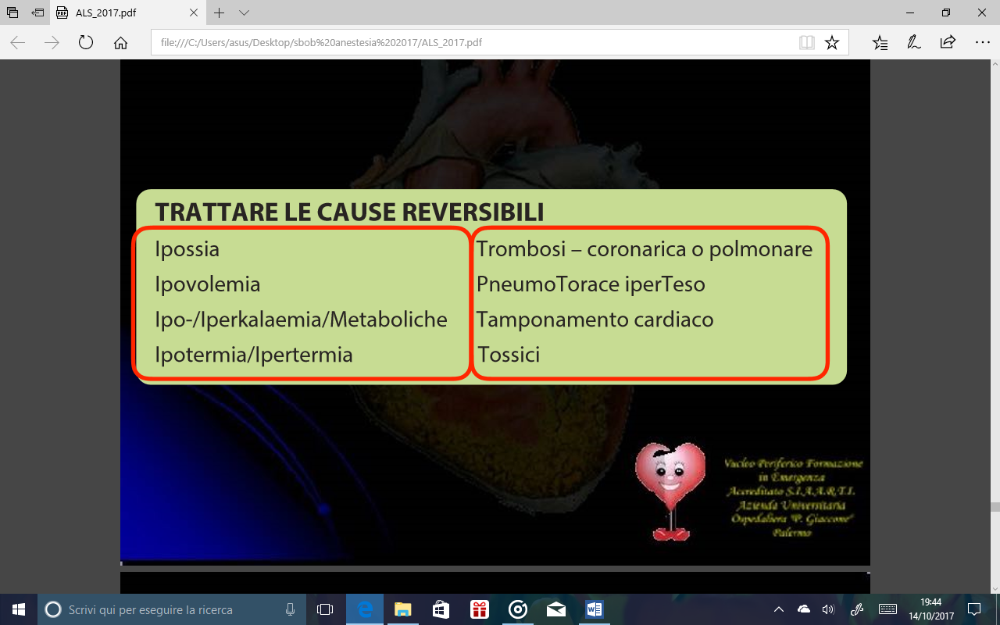 ALS_2017.pdf
file:///C:/Users/asus/Desktop/sbob%20anestesia%202017/ALS_2017.pdf
TRATTARE LE CAUSE REVERSIBILI
Ipossia
Ipovolemia
Ipo-/Iperkalaemia/Metaboliche
Ipotermia/Ipertermia
Trombosi – coronarica o polmonare
PneumoTorace iperTeso
Tamponamento cardiaco
Tossici
Nucleo Periferico Formazione
in Emergenza
Accreditato S.I.A.A.R.T.I.
Azienda Universitaria
Ospedaliera "P. Giaccone"
Palermo
Scrivi qui per eseguire la ricerca
19:44
14/10/2017